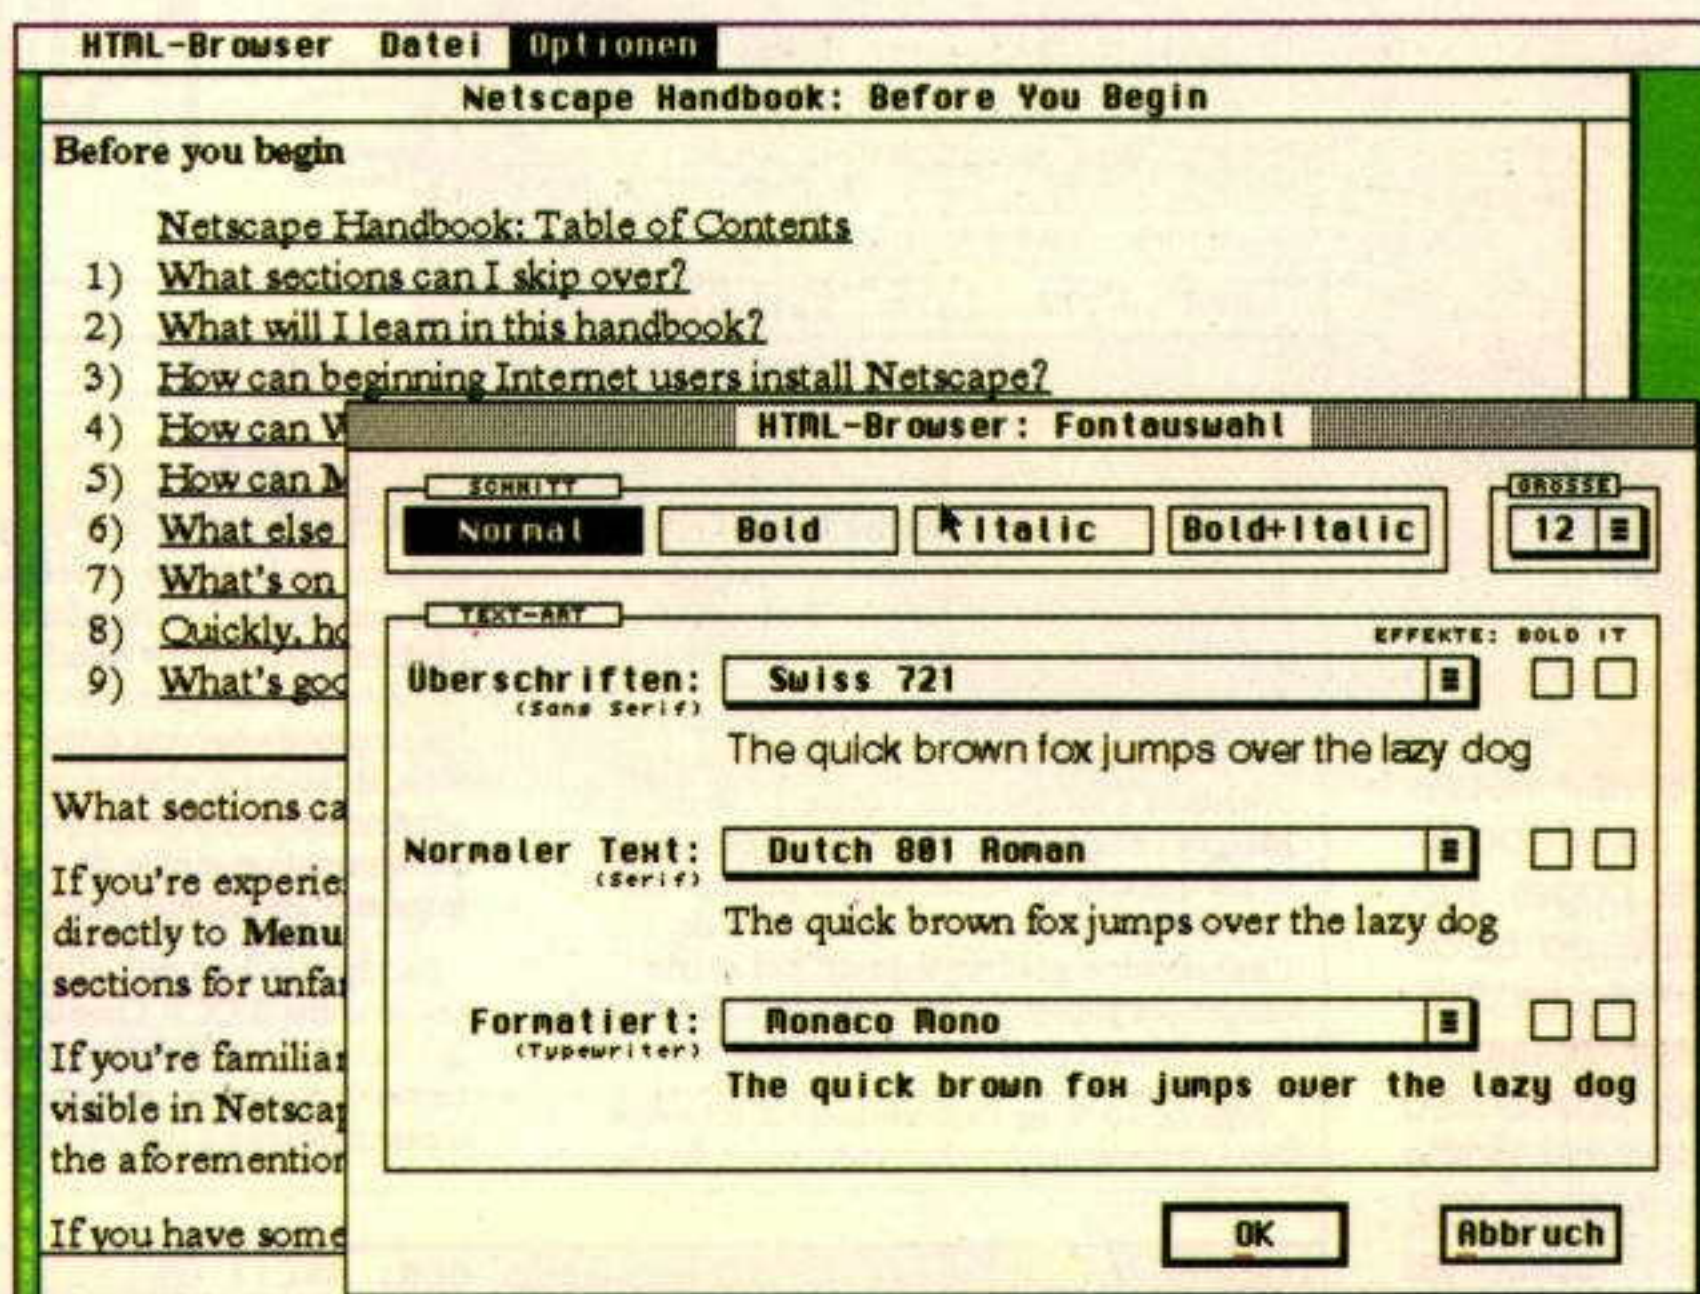 HTML-Browser Datei Optionen
Netscape Handbook: Before You Begin
Before you begin
Netscape Handbook: Table of Contents
1) What sections can I skip over?
2) What will I learn in this handbook?
3) How can beginning Internet users install Netscape?
4) How can W
5) How can M
6) What else
7) What's on
8) Quickly, ho
9) What's goo
What sections ca
If you're experie
directly to Menu
sections for unfa
If you're familiar
visible in Netscap
the aforemention
If you have some
HTML-Browser: Fontauswahl
SCHNITT
GRÖSSE
Normal Bold Italic Bold+Italic 12
TEXT-ART
EFFEKTE: BOLD IT
Überschriften: Swiss 721
(Sans Serif)
The quick brown fox jumps over the lazy dog
Normaler Text: Dutch 801 Roman
(Serif)
The quick brown fox jumps over the lazy dog
Formatiert: Monaco Mono
(Typewriter)
The quick brown fox jumps over the lazy dog
OK Abbruch